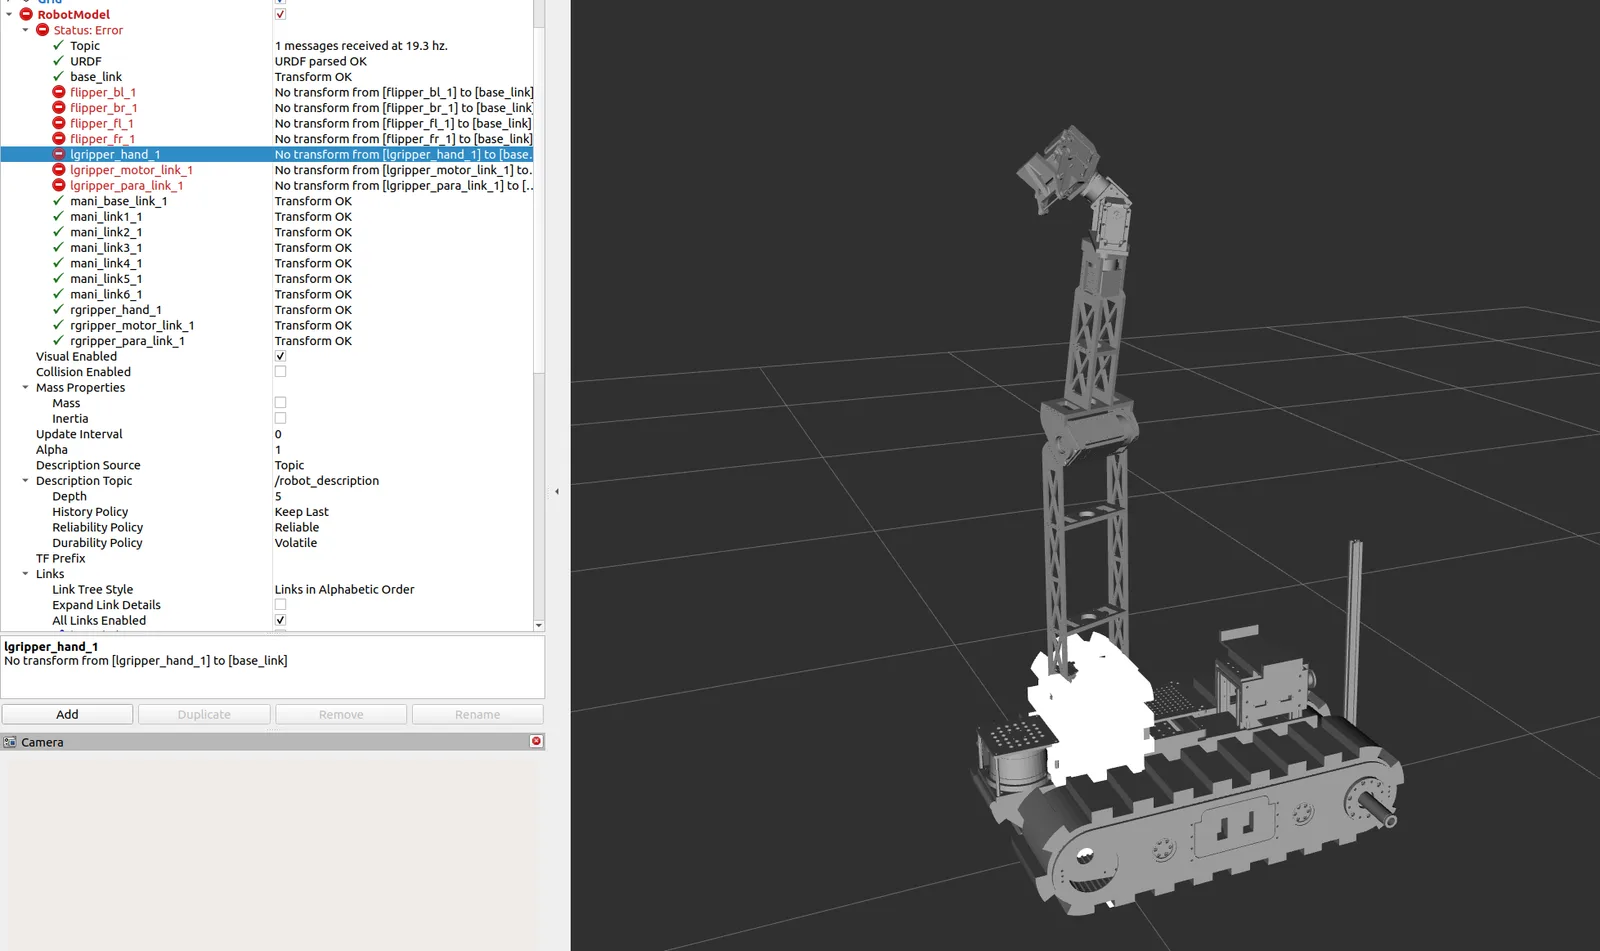 Grid
RobotModel
Status: Error
Topic 1 messages received at 19.3 hz.
URDF URDF parsed OK
base_link Transform OK
flipper_bl_1 No transform from [flipper_bl_1] to [base_link]
flipper_br_1 No transform from [flipper_br_1] to [base_link
flipper_fl_1 No transform from [flipper_fl_1] to [base_link]
flipper_fr_1 No transform from [flipper_fr_1] to [base_link]
lgripper_hand_1 No transform from [lgripper_hand_1] to [base...
lgripper_motor_link_1 No transform from [lgripper_motor_link_1] to...
lgripper_para_link_1 No transform from [lgripper_para_link_1] to [...
mani_base_link_1 Transform OK
mani_link1_1 Transform OK
mani_link2_1 Transform OK
mani_link3_1 Transform OK
mani_link4_1 Transform OK
mani_link5_1 Transform OK
mani_link6_1 Transform OK
rgripper_hand_1 Transform OK
rgripper_motor_link_1 Transform OK
rgripper_para_link_1 Transform OK
Visual Enabled
Collision Enabled
Mass Properties
Mass
Inertia
Update Interval 0
Alpha 1
Description Source Topic
Description Topic /robot_description
Depth 5
History Policy Keep Last
Reliability Policy Reliable
Durability Policy Volatile
TF Prefix
Links
Link Tree Style Links in Alphabetic Order
Expand Link Details
All Links Enabled
lgripper_hand_1
No transform from [lgripper_hand_1] to [base_link]
Add Duplicate Remove Rename
Camera